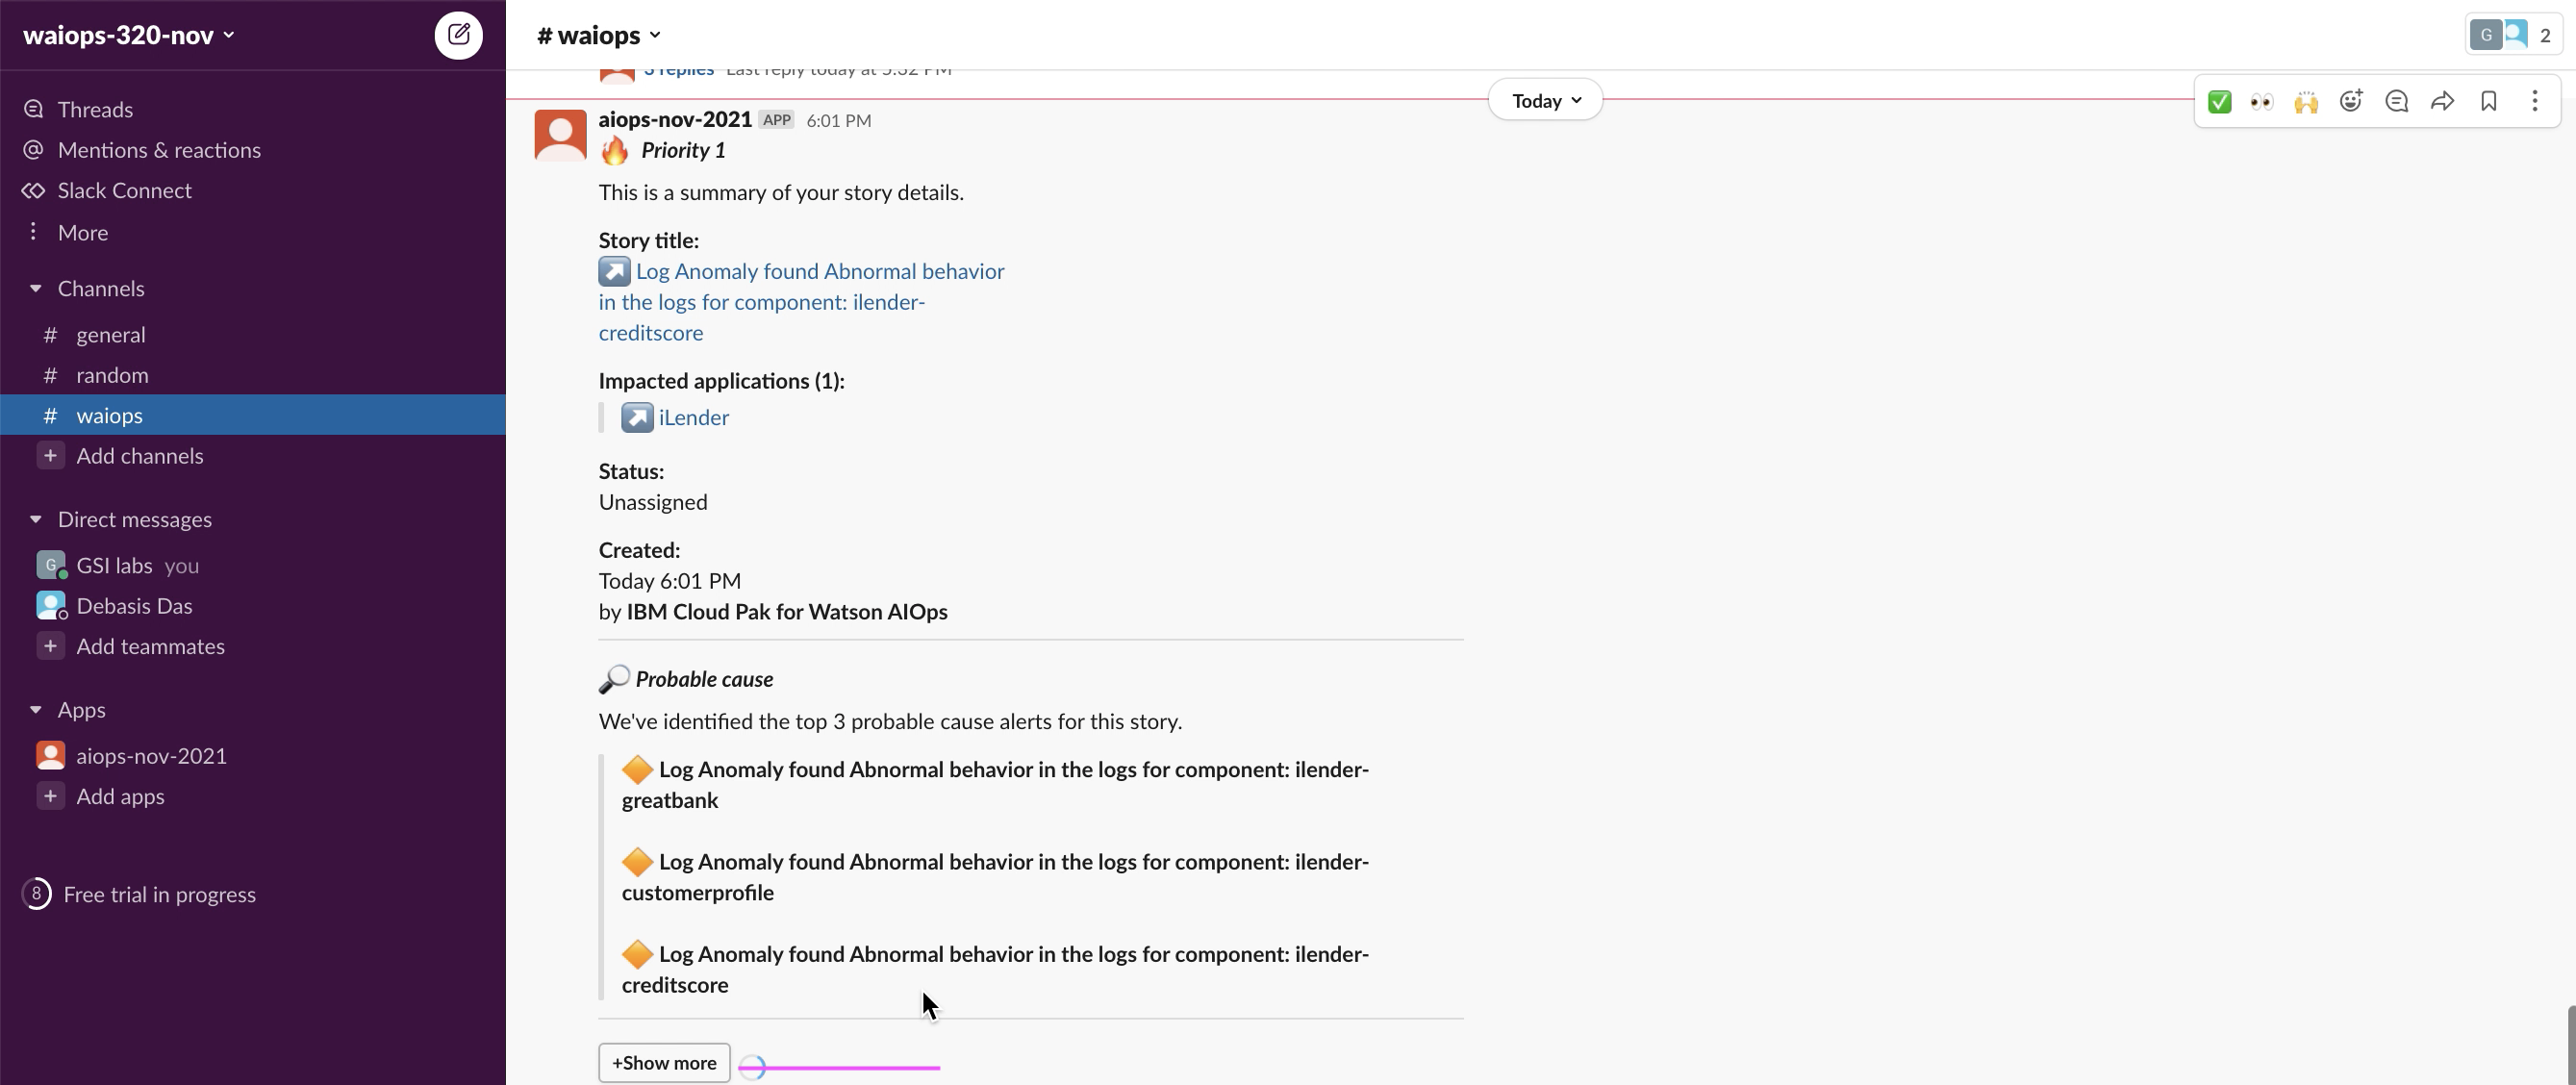 waiops-320-nov
Threads
Mentions & reactions
Slack Connect
More
Channels
# general
# random
# waiops
+ Add channels
Direct messages
G GSI labs you
Debasis Das
+ Add teammates
Apps
aiops-nov-2021
+ Add apps
8 Free trial in progress
# waiops
G 2
3 replies Last reply today at 5:32 PM
Today
aiops-nov-2021 APP 6:01 PM
Priority 1
This is a summary of your story details.
Story title:
Log Anomaly found Abnormal behavior
in the logs for component: ilender-
creditscore
Impacted applications (1):
iLender
Status:
Unassigned
Created:
Today 6:01 PM
by IBM Cloud Pak for Watson AIOps
Probable cause
We've identified the top 3 probable cause alerts for this story.
Log Anomaly found Abnormal behavior in the logs for component: ilender-
greatbank
Log Anomaly found Abnormal behavior in the logs for component: ilender-
customerprofile
Log Anomaly found Abnormal behavior in the logs for component: ilender-
creditscore
+Show more